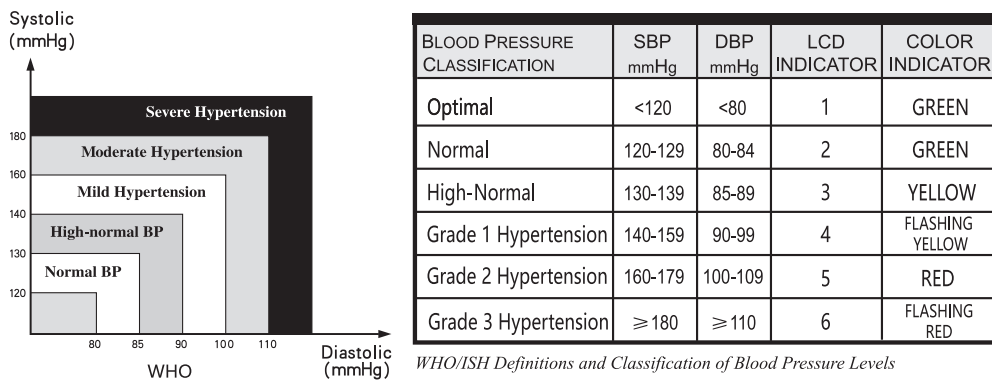 Systolic
(mmHg)
Severe Hypertension
180
Moderate Hypertension
160
Mild Hypertension
140
High-normal BP
130
Normal BP
120
80 85 90 100 110
Diastolic
(mmHg)
WHO
BLOOD PRESSURE CLASSIFICATION SBP mmHg DBP mmHg LCD INDICATOR COLOR INDICATOR
Optimal <120 <80 1 GREEN
Normal 120-129 80-84 2 GREEN
High-Normal 130-139 85-89 3 YELLOW
Grade 1 Hypertension 140-159 90-99 4 FLASHING YELLOW
Grade 2 Hypertension 160-179 100-109 5 RED
Grade 3 Hypertension ⩾180 ⩾110 6 FLASHING RED
WHO/ISH Definitions and Classification of Blood Pressure Levels